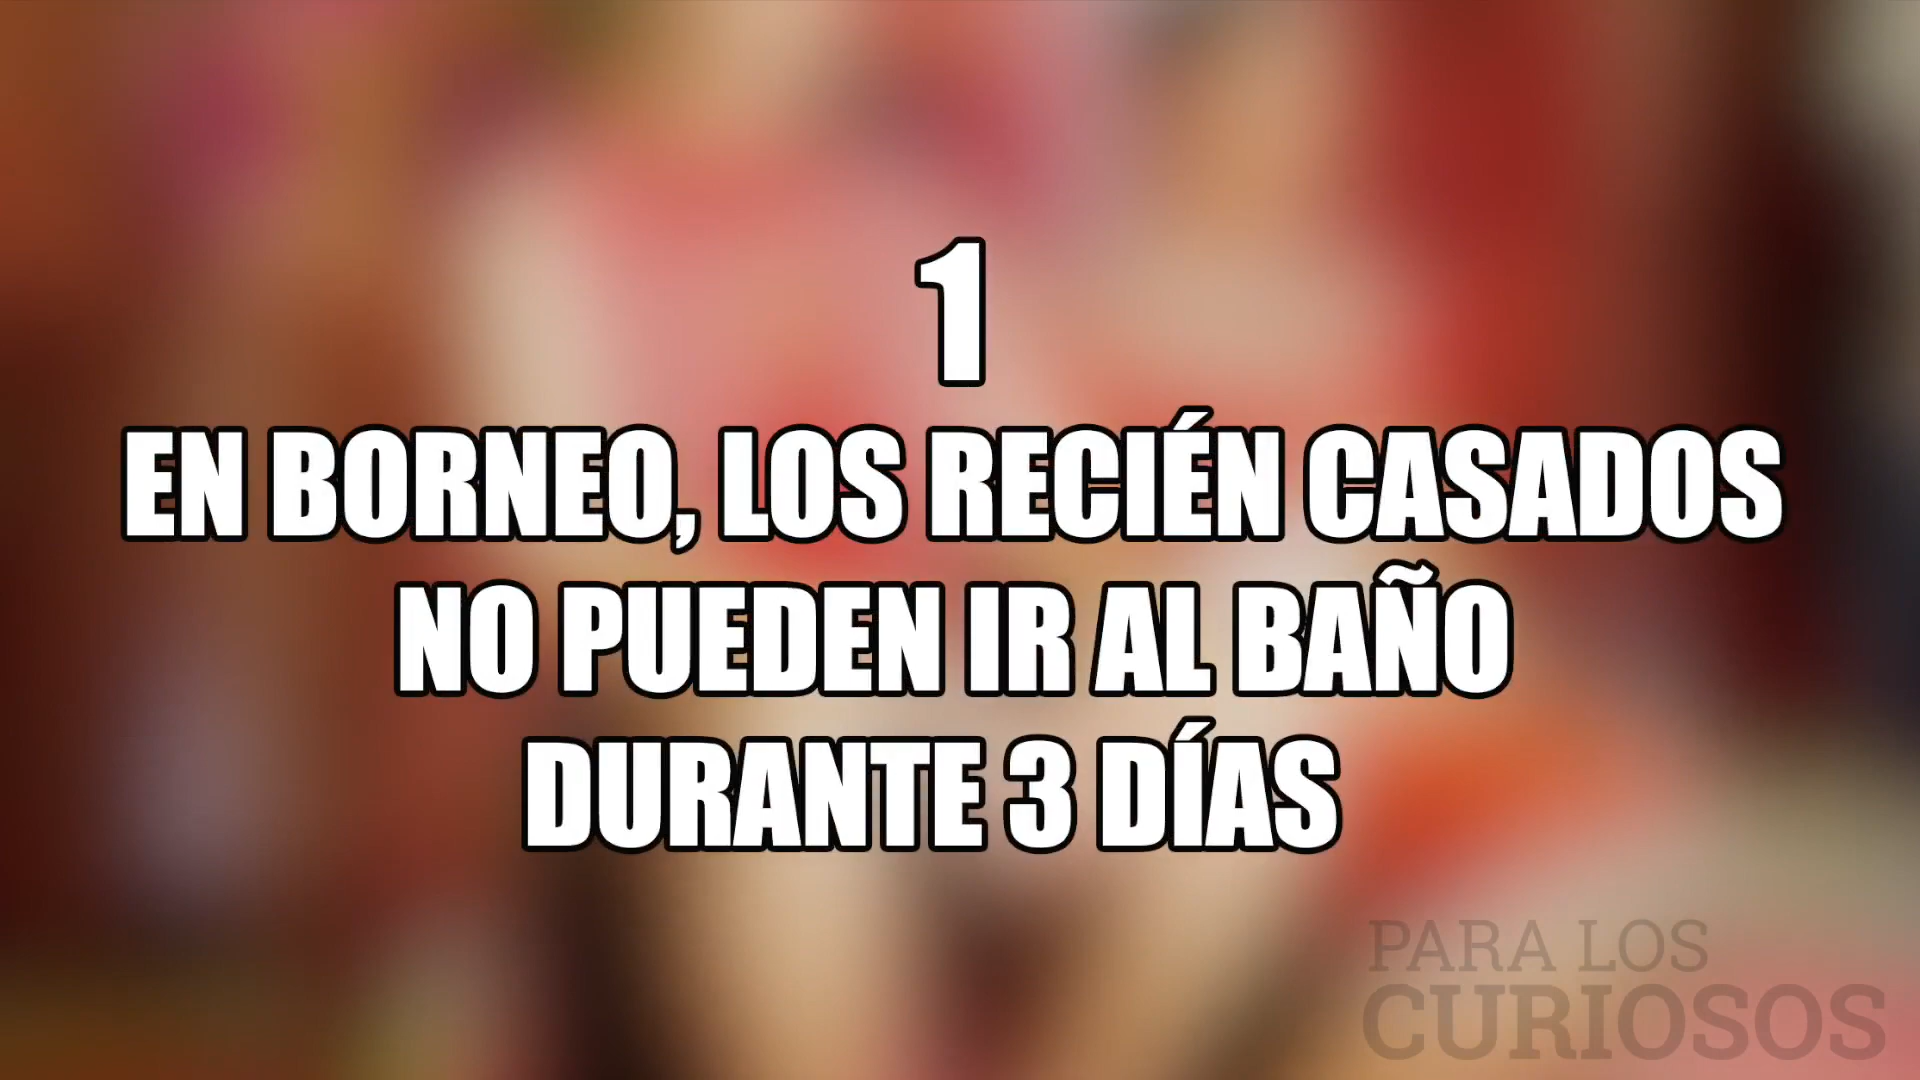 1
EN BORNEO, LOS RECIÉN CASADOS
NO PUEDEN IR AL BAÑO
DURANTE 3 DÍAS
PARA LOS
CURIOSOS